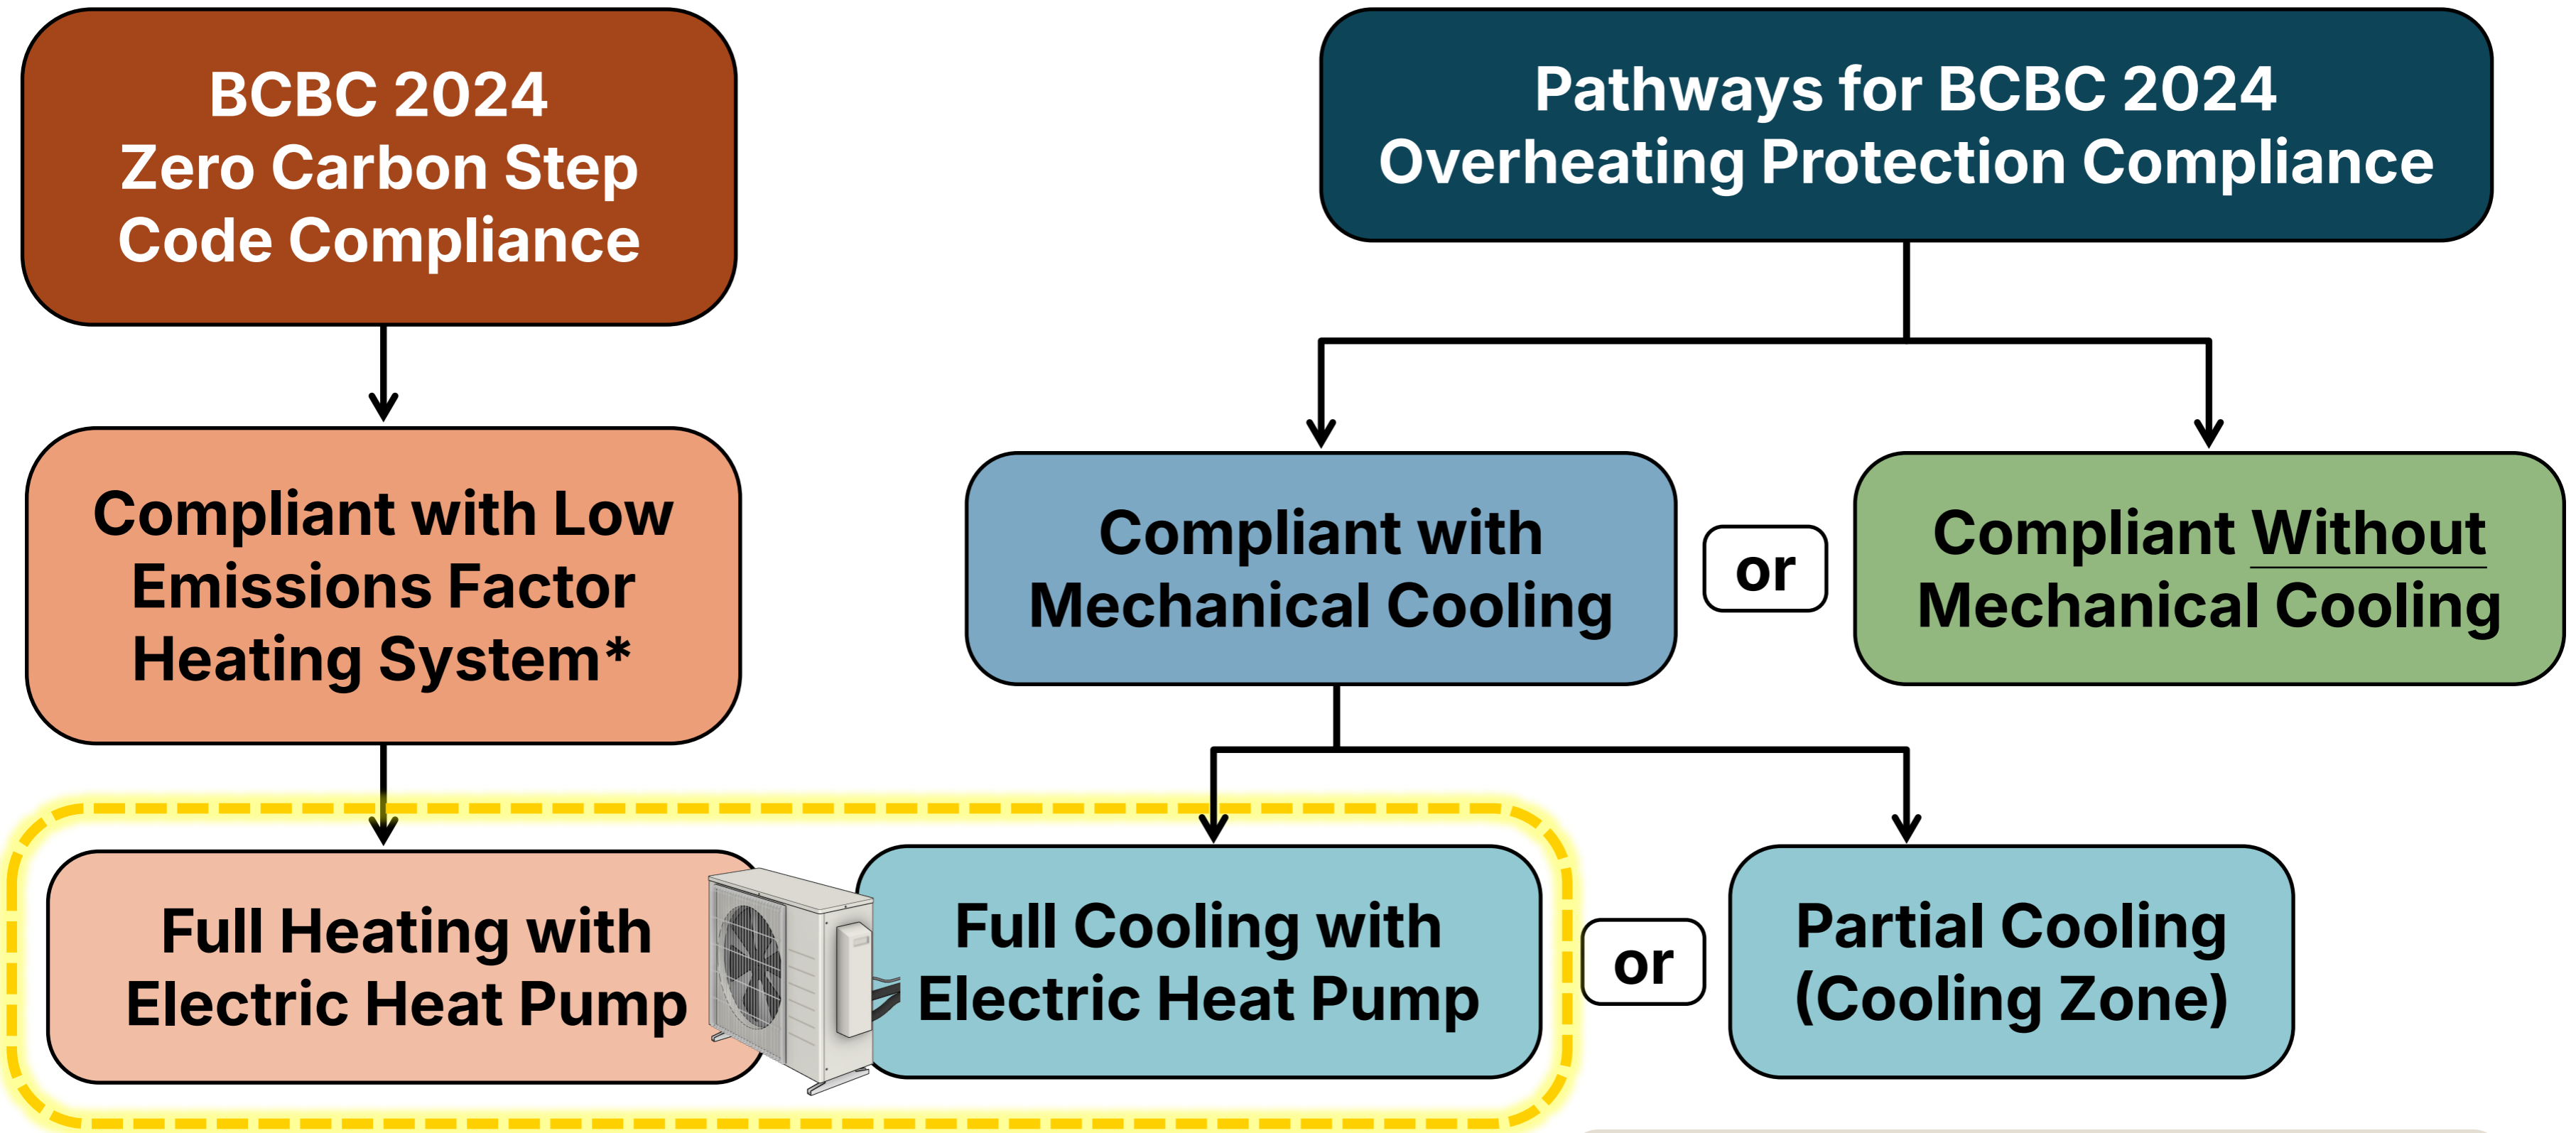 BCBC 2024
Zero Carbon Step
Code Compliance
Pathways for BCBC 2024
Overheating Protection Compliance
Compliant with Low
Emissions Factor
Heating System*
Compliant with
Mechanical Cooling
or
Compliant Without
Mechanical Cooling
Full Heating with
Electric Heat Pump
Full Cooling with
Electric Heat Pump
or
Partial Cooling
(Cooling Zone)